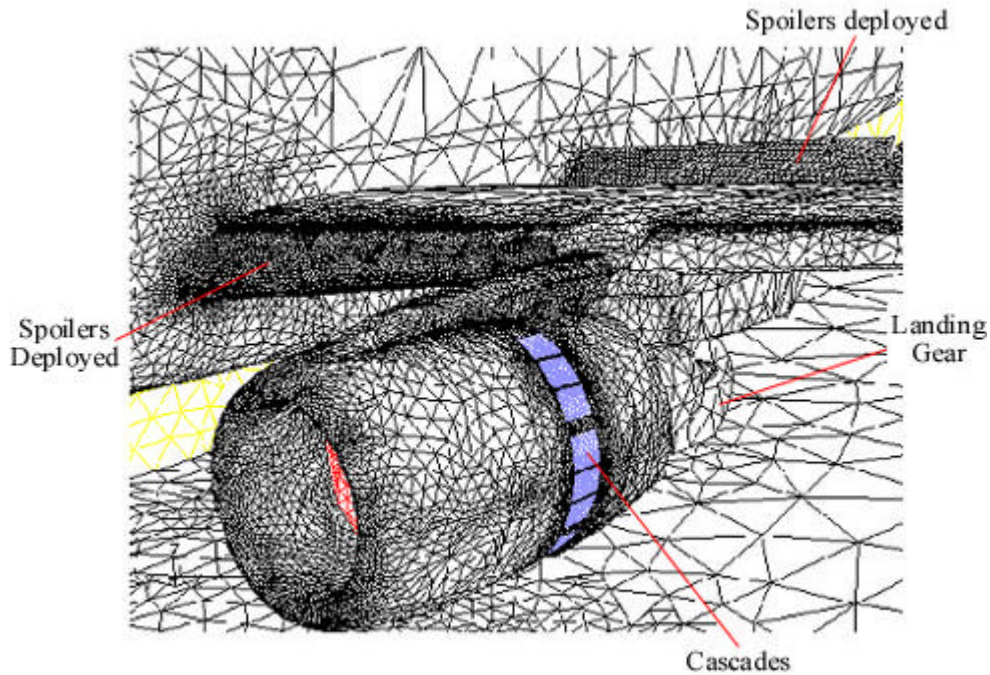 Spoilers deployed
Spoilers
Deployed
Landing
Gear
Cascades